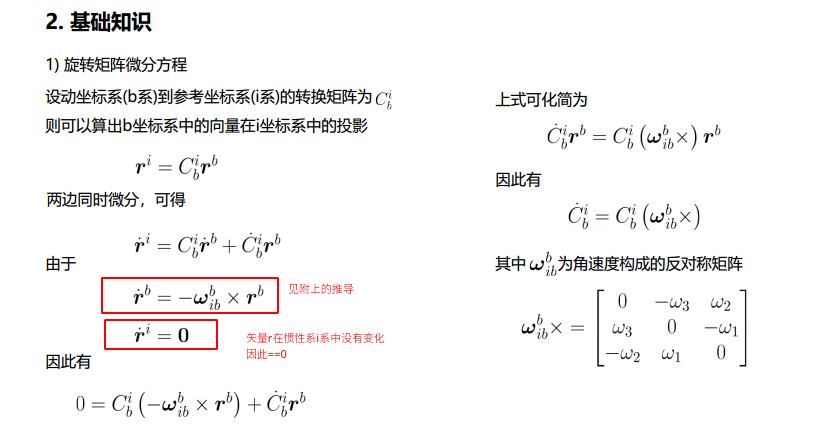 2. 基础知识
1) 旋转矩阵微分方程
设动坐标系(b系)到参考坐标系(i系)的转换矩阵为 $C_b^i$
则可以算出b坐标系中的向量在i坐标系中的投影
$\boldsymbol{r}^i = C_b^i \boldsymbol{r}^b$
两边同时微分，可得
$\dot{\boldsymbol{r}}^i = C_b^i \dot{\boldsymbol{r}}^b + \dot{C}_b^i \boldsymbol{r}^b$
由于
$\dot{\boldsymbol{r}}^b = -\boldsymbol{\omega}_{ib}^b \times \boldsymbol{r}^b$
见附上的推导
$\dot{\boldsymbol{r}}^i = \boldsymbol{0}$
矢量r在惯性系i系中没有变化
因此==0
因此有
$0 = C_b^i \left(-\boldsymbol{\omega}_{ib}^b \times \boldsymbol{r}^b\right) + \dot{C}_b^i \boldsymbol{r}^b$
上式可化简为
$\dot{C}_b^i \boldsymbol{r}^b = C_b^i \left(\boldsymbol{\omega}_{ib}^b \times\right) \boldsymbol{r}^b$
因此有
$\dot{C}_b^i = C_b^i \left(\boldsymbol{\omega}_{ib}^b \times\right)$
其中 $\boldsymbol{\omega}_{ib}^b$为角速度构成的反对称矩阵
$\boldsymbol{\omega}_{ib}^b \times = \begin{bmatrix} 0 & -\omega_3 & \omega_2 \\ \omega_3 & 0 & -\omega_1 \\ -\omega_2 & \omega_1 & 0 \end{bmatrix}$